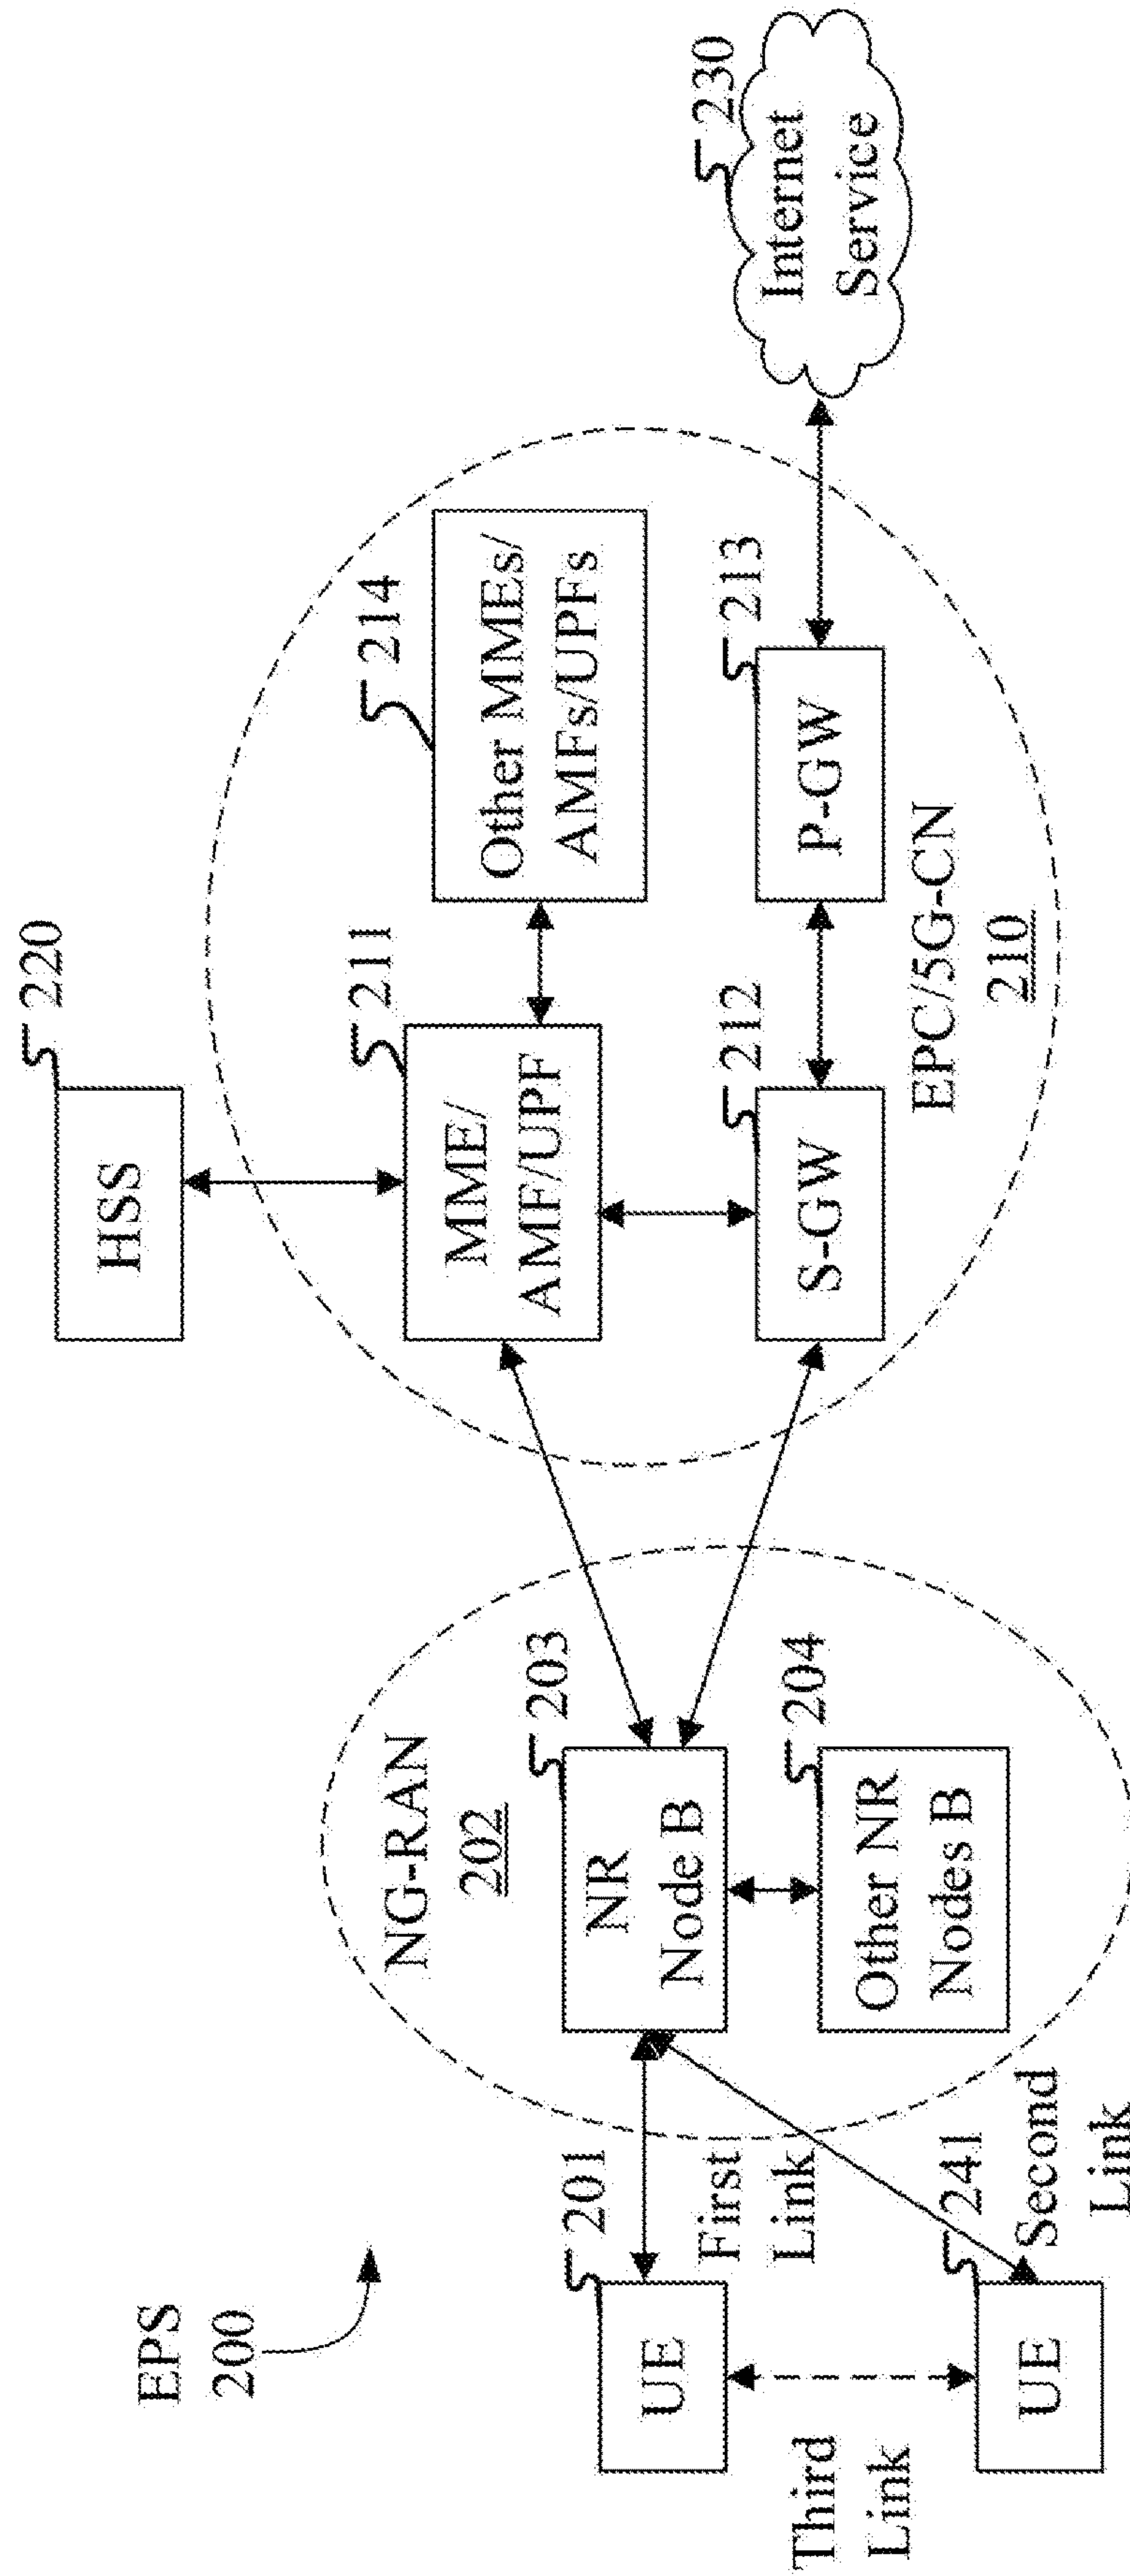 EPS
200
HSS
220
NG-RAN
202
UE
201
First
Link
NR
Node B
203
MME/
AMF/UPF
211
Other MMEs/
AMFs/UPFs
214
Third
Link
UE
241
Second
Link
Other NR
Nodes B
204
S-GW
212
P-GW
213
EPC/5G-CN
210
Internet
Service
230